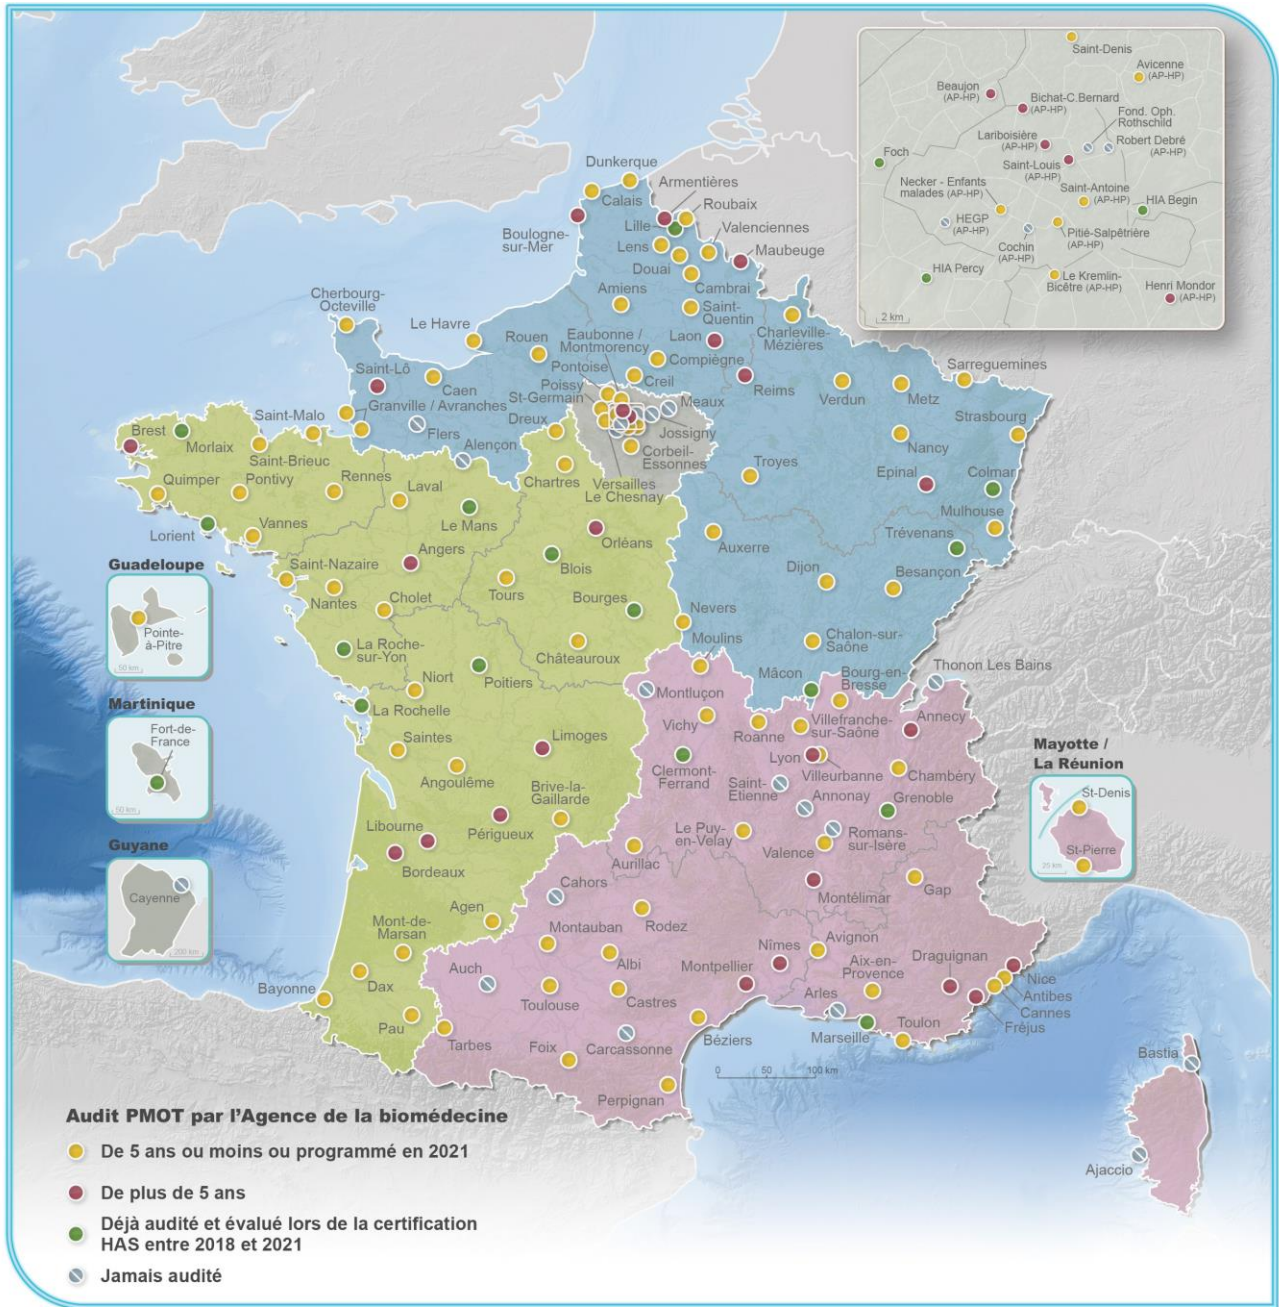 Saint-Denis
Avicenne
(AP-HP)
Beaujon
(AP-HP)
Bichat-C.Bernard
(AP-HP)
Fond. Oph.
Rothschild
Lariboisière
(AP-HP)
Robert Debré
(AP-HP)
Foch
Saint-Louis
(AP-HP)
Necker - Enfants
malades (AP-HP)
Saint-Antoine
(AP-HP)
HIA Begin
HEGP
(AP-HP)
Cochin
(AP-HP)
Pitié-Salpêtrière
(AP-HP)
HIA Percy
Le Kremlin-
Bicêtre (AP-HP)
Henri Mondor
(AP-HP)
2 km
Dunkerque
Calais
Armentières
Roubaix
Boulogne-
sur-Mer
Lille
Valenciennes
Lens
Maubeuge
Douai
Cambrai
Amiens
Saint-
Quentin
Cherbourg-
Octeville
Le Havre
Rouen
Eaubonne /
Montmorency
Laon
Charleville-
Mézières
Pontoise
Compiègne
Sarreguemines
Saint-Lô
Caen
Poissy
St-Germain
Creil
Reims
Verdun
Metz
Granville / Avranches
Meaux
Strasbourg
Saint-Malo
Flers
Dreux
Jossigny
Nancy
Brest
Morlaix
Alençon
Corbeil-
Essonnes
Saint-Brieuc
Troyes
Epinal
Colmar
Quimper
Pontivy
Rennes
Laval
Chartres
Versailles
Le Chesnay
Le Mans
Mulhouse
Lorient
Vannes
Orléans
Trévenans
Angers
Auxerre
Saint-Nazaire
Blois
Dijon
Besançon
Nantes
Cholet
Tours
Bourges
Nevers
La Roche-
sur-Yon
Châteauroux
Moulins
Chalon-sur-
Saône
Niort
Poitiers
Mâcon
Bourg-en-
Bresse
Thonon Les Bains
La Rochelle
Montluçon
Vichy
Roanne
Villefranche-
sur-Saône
Annecy
Saintes
Limoges
Lyon
Angoulême
Clermont-
Ferrand
Villeurbanne
Chambéry
Brive-la-
Gaillarde
Saint-
Etienne
Annonay
Grenoble
Libourne
Périgueux
Le Puy-
en-Velay
Romans-
sur-Isère
Aurillac
Valence
Bordeaux
Cahors
Montélimar
Gap
Agen
Rodez
Mont-de-
Marsan
Montauban
Nîmes
Avignon
Auch
Albi
Montpellier
Aix-en-
Provence
Draguignan
Bayonne
Dax
Toulouse
Castres
Arles
Nice
Antibes
Cannes
Fréjus
Pau
Carcassonne
Béziers
Marseille
Toulon
Tarbes
Foix
Perpignan
0 50 100 km
Bastia
Ajaccio
Guadeloupe
Pointe-
à-Pitre
50 km
Martinique
Fort-de-
France
50 km
Guyane
Cayenne
200 km
Mayotte /
La Réunion
St-Denis
St-Pierre
25 km
Audit PMOT par l’Agence de la biomédecine
De 5 ans ou moins ou programmé en 2021
De plus de 5 ans
Déjà audité et évalué lors de la certification
HAS entre 2018 et 2021
Jamais audité